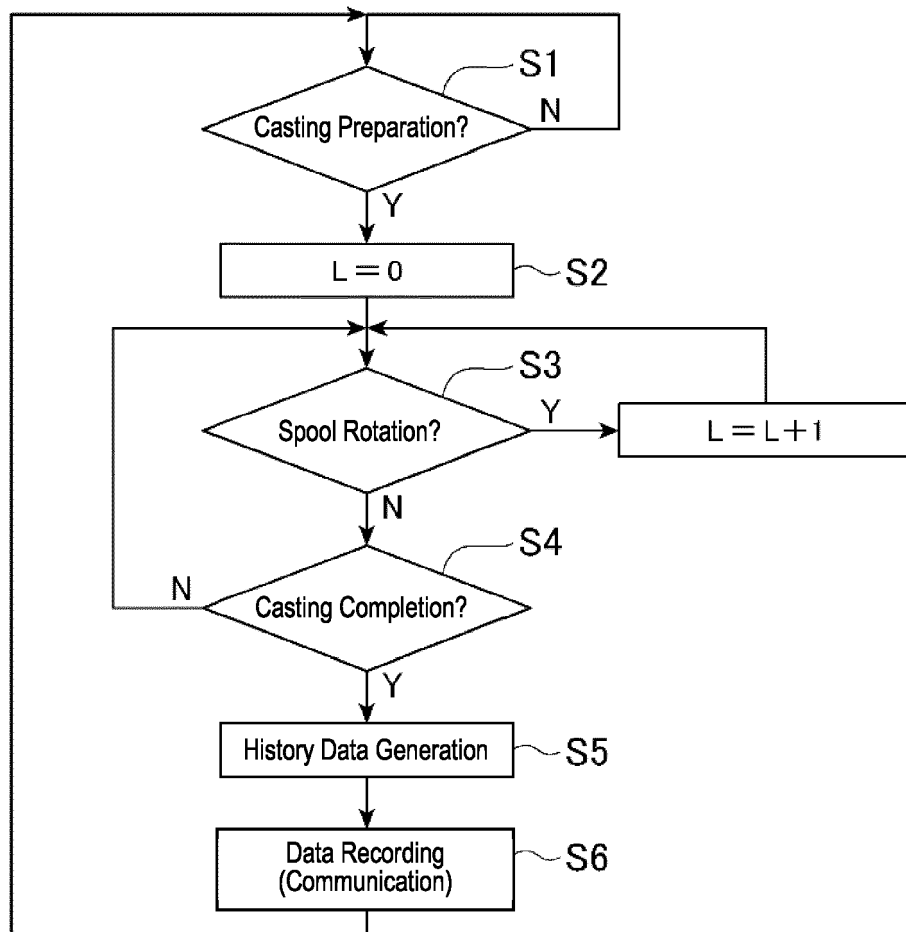 S1
Casting Preparation?
N
Y
L = 0
S2
S3
Spool Rotation?
Y
L = L + 1
N
S4
N
Casting Completion?
Y
History Data Generation
S5
Data Recording
(Communication)
S6